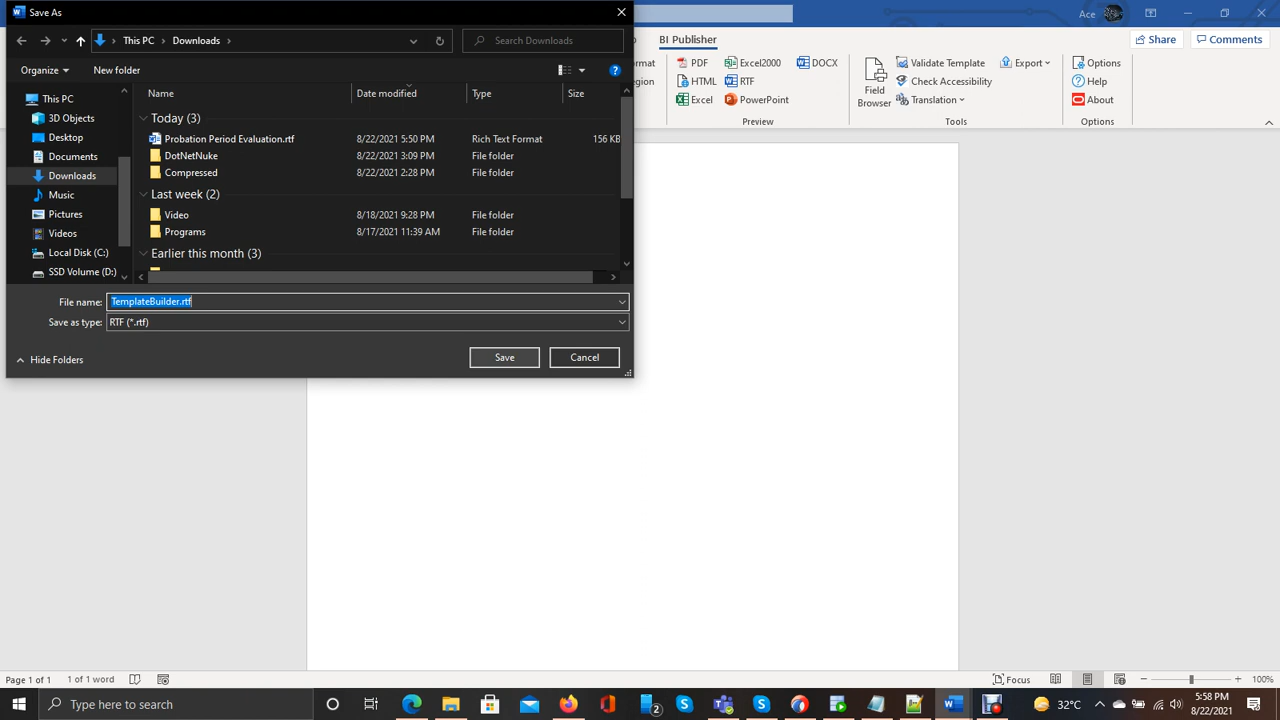 Save As
Ace
This PC
Downloads
Search Downloads
BI Publisher
Share
Comments
Organize
New folder
PDF
Excel2000
DOCX
HTML
RTF
Excel
PowerPoint
Preview
Field
Browser
Validate Template
Check Accessibility
Translation
Tools
Export
Options
Help
About
Options
This PC
3D Objects
Desktop
Documents
Downloads
Music
Pictures
Videos
Local Disk (C:)
SSD Volume (D:)
Name
Date modified
Type
Size
Today (3)
Probation Period Evaluation.rtf 8/22/2021 5:50 PM Rich Text Format 156 KB
DotNetNuke 8/22/2021 3:09 PM File folder
Compressed 8/22/2021 2:28 PM File folder
Last week (2)
Video 8/18/2021 9:28 PM File folder
Programs 8/17/2021 11:39 AM File folder
Earlier this month (3)
File name: TemplateBuilder.rtf
Save as type: RTF (*.rtf)
Hide Folders
Save
Cancel
Page 1 of 1
1 of 1 word
Focus
100%
Type here to search
2
32°C
5:58 PM
8/22/2021